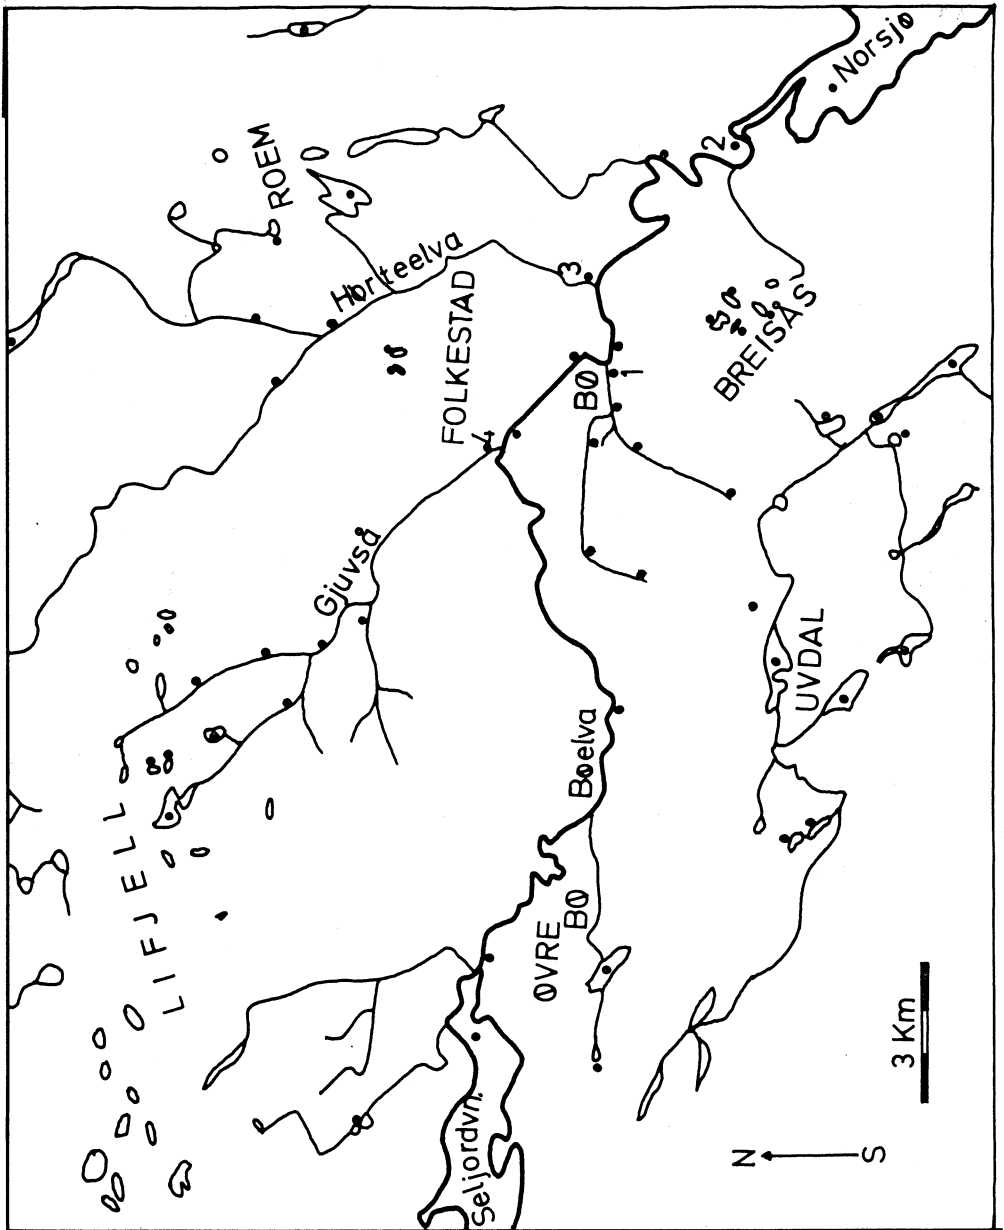 Norsjø
ROEM
2
Hørteelva
3
FOLKESTAD
BREISÅS
BØ
1
4
Gjuvså
UVDAL
LIFJELL
Bøelva
ØVRE
BØ
Seljordvn.
3 Km
N
S